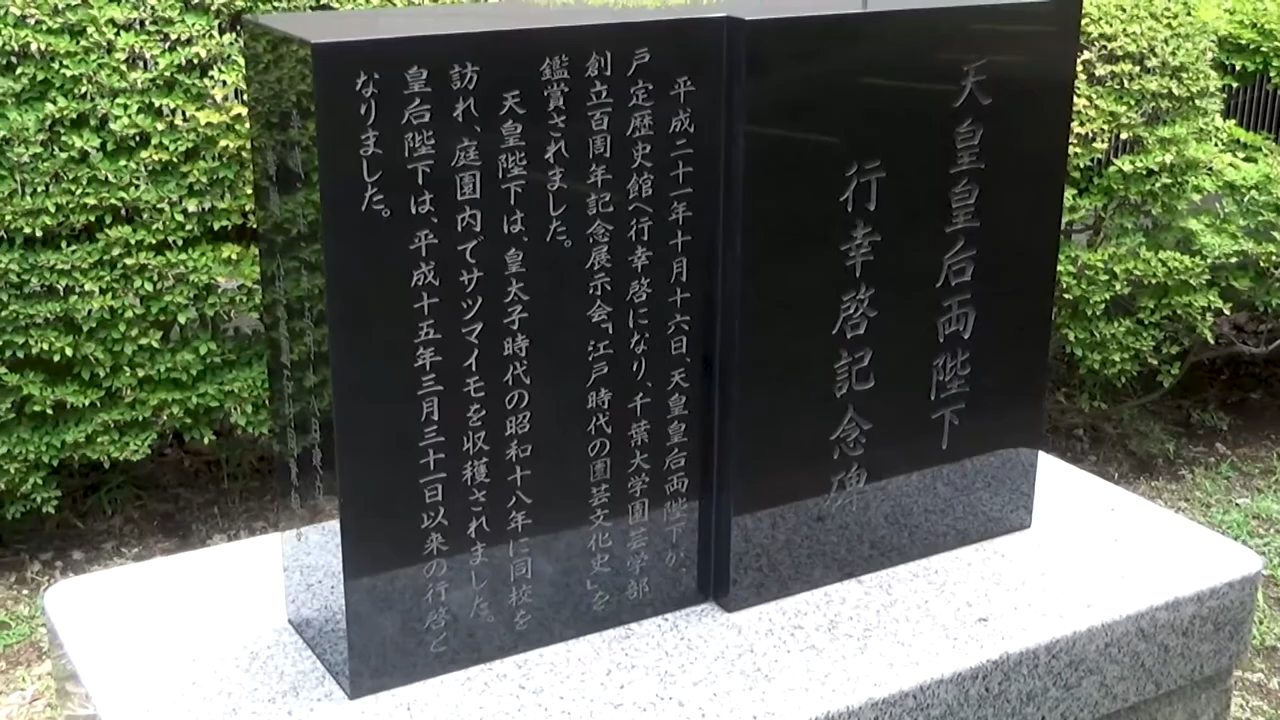 天皇皇后両陛下
行幸啓記念碑
平成二十一年十月十六日、天皇皇后両陛下が、
戸定歴史館へ行幸啓になり、千葉大学園芸学部
創立百周年記念展示会「江戸時代の園芸文化史」を
鑑賞されました。
天皇陛下は、皇太子時代の昭和十八年に同校を
訪れ、庭園内でサツマイモを収穫されました。
皇后陛下は、平成十五年三月三十一日以来の行啓と
なりました。